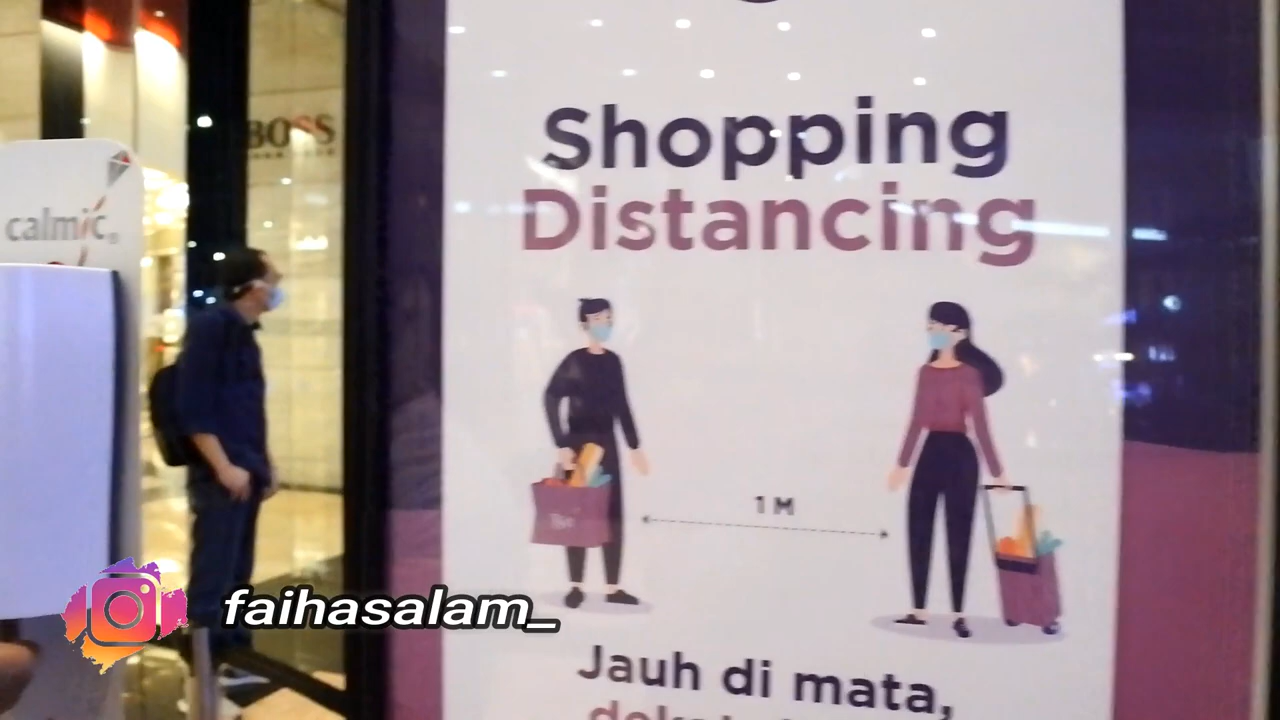 Shopping
Distancing
BOSS
calmic®
1 M
faihasalam_
Jauh di mata,